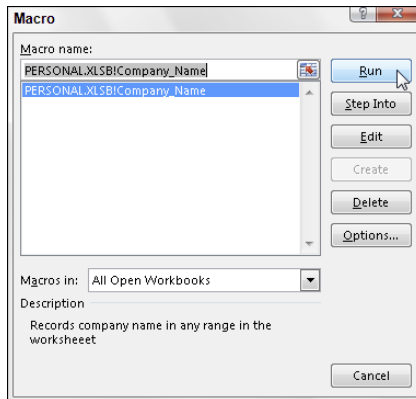 Macro
?
Macro name:
PERSONAL.XLSB!Company_Name
Run
PERSONAL.XLSB!Company_Name
Step Into
Edit
Create
Delete
Options...
Macros in: All Open Workbooks
Description
Records company name in any range in the
worksheeet
Cancel